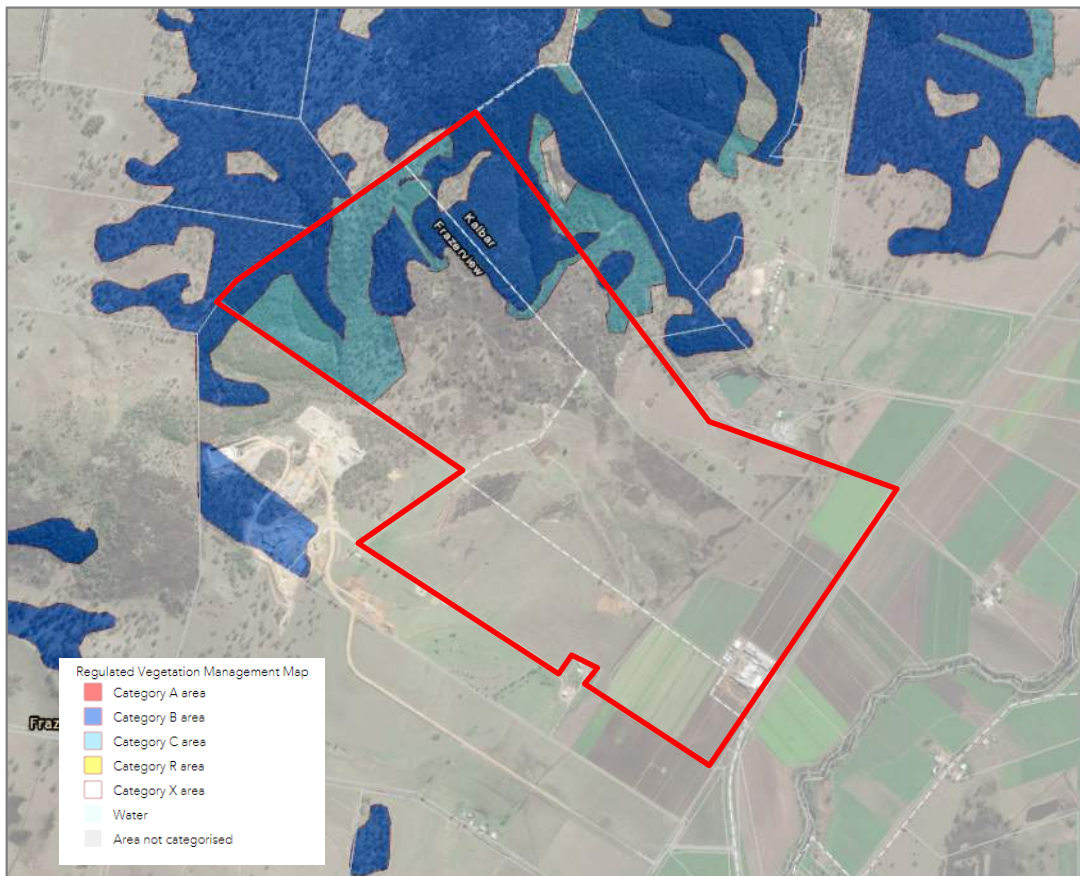 Kalbar
Frazerview
Regulated Vegetation Management Map
Category A area
Category B area
Category C area
Category R area
Category X area
Water
Area not categorised
Fraz